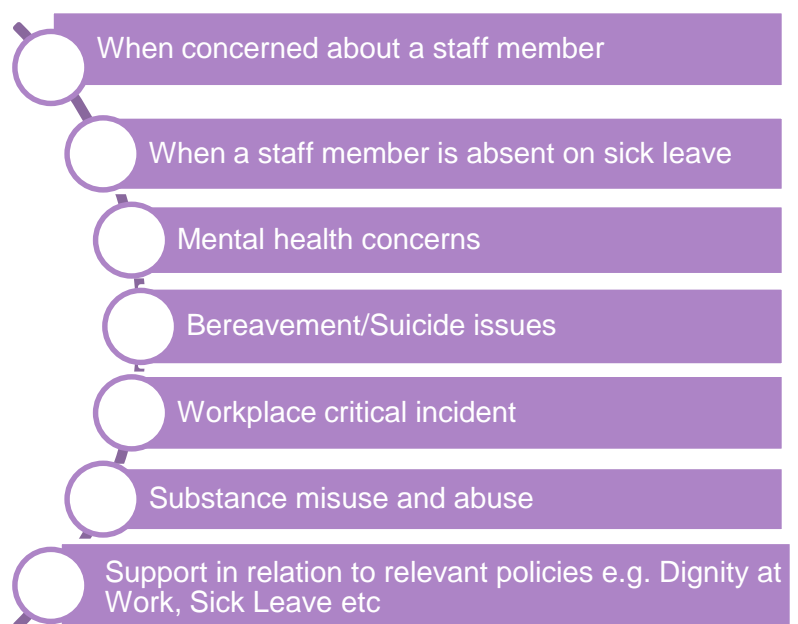 When concerned about a staff member
When a staff member is absent on sick leave
Mental health concerns
Bereavement/Suicide issues
Workplace critical incident
Substance misuse and abuse
Support in relation to relevant policies e.g. Dignity at
Work, Sick Leave etc